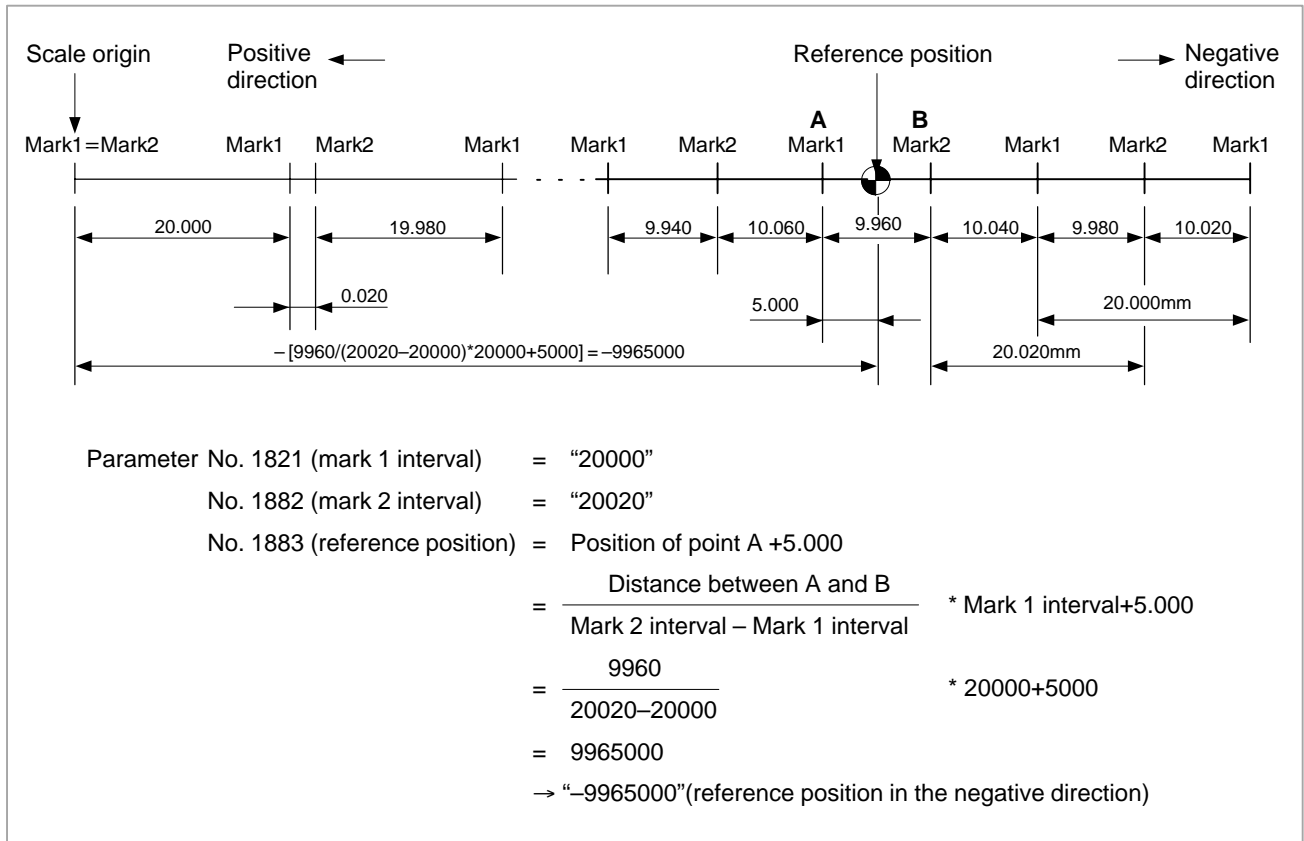 Scale origin
Positive
direction
Reference position
Negative
direction
A
B
Mark1=Mark2
Mark1
Mark2
Mark1
Mark1
Mark2
Mark1
Mark2
Mark1
Mark2
Mark1
20.000
19.980
9.940
10.060
9.960
10.040
9.980
10.020
0.020
5.000
20.000mm
–[9960/(20020–20000)*20000+5000]=–9965000
20.020mm
Parameter No. 1821 (mark 1 interval) = “20000”
No. 1882 (mark 2 interval) = “20020”
No. 1883 (reference position) = Position of point A +5.000
Distance between A and B
= * Mark 1 interval+5.000
Mark 2 interval – Mark 1 interval
9960
= * 20000+5000
20020–20000
= 9965000
→ “–9965000”(reference position in the negative direction)